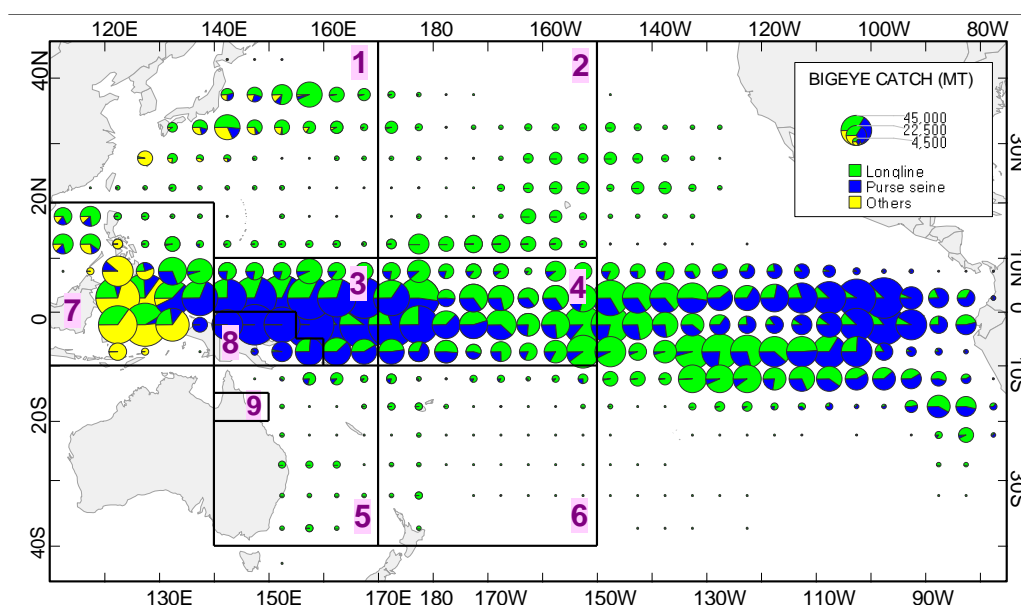 120E 140E 160E 180 160W 140W 120W 100W 80W
40N
20N
0
20S
40S
30N
10N
0
10S
30S
130E 150E 170E 180 170W 150W 130W 110W 90W
1
2
3
4
5
6
7
8
9
BIGEYE CATCH (MT)
45,000
22,500
4,500
Longline
Purse seine
Others